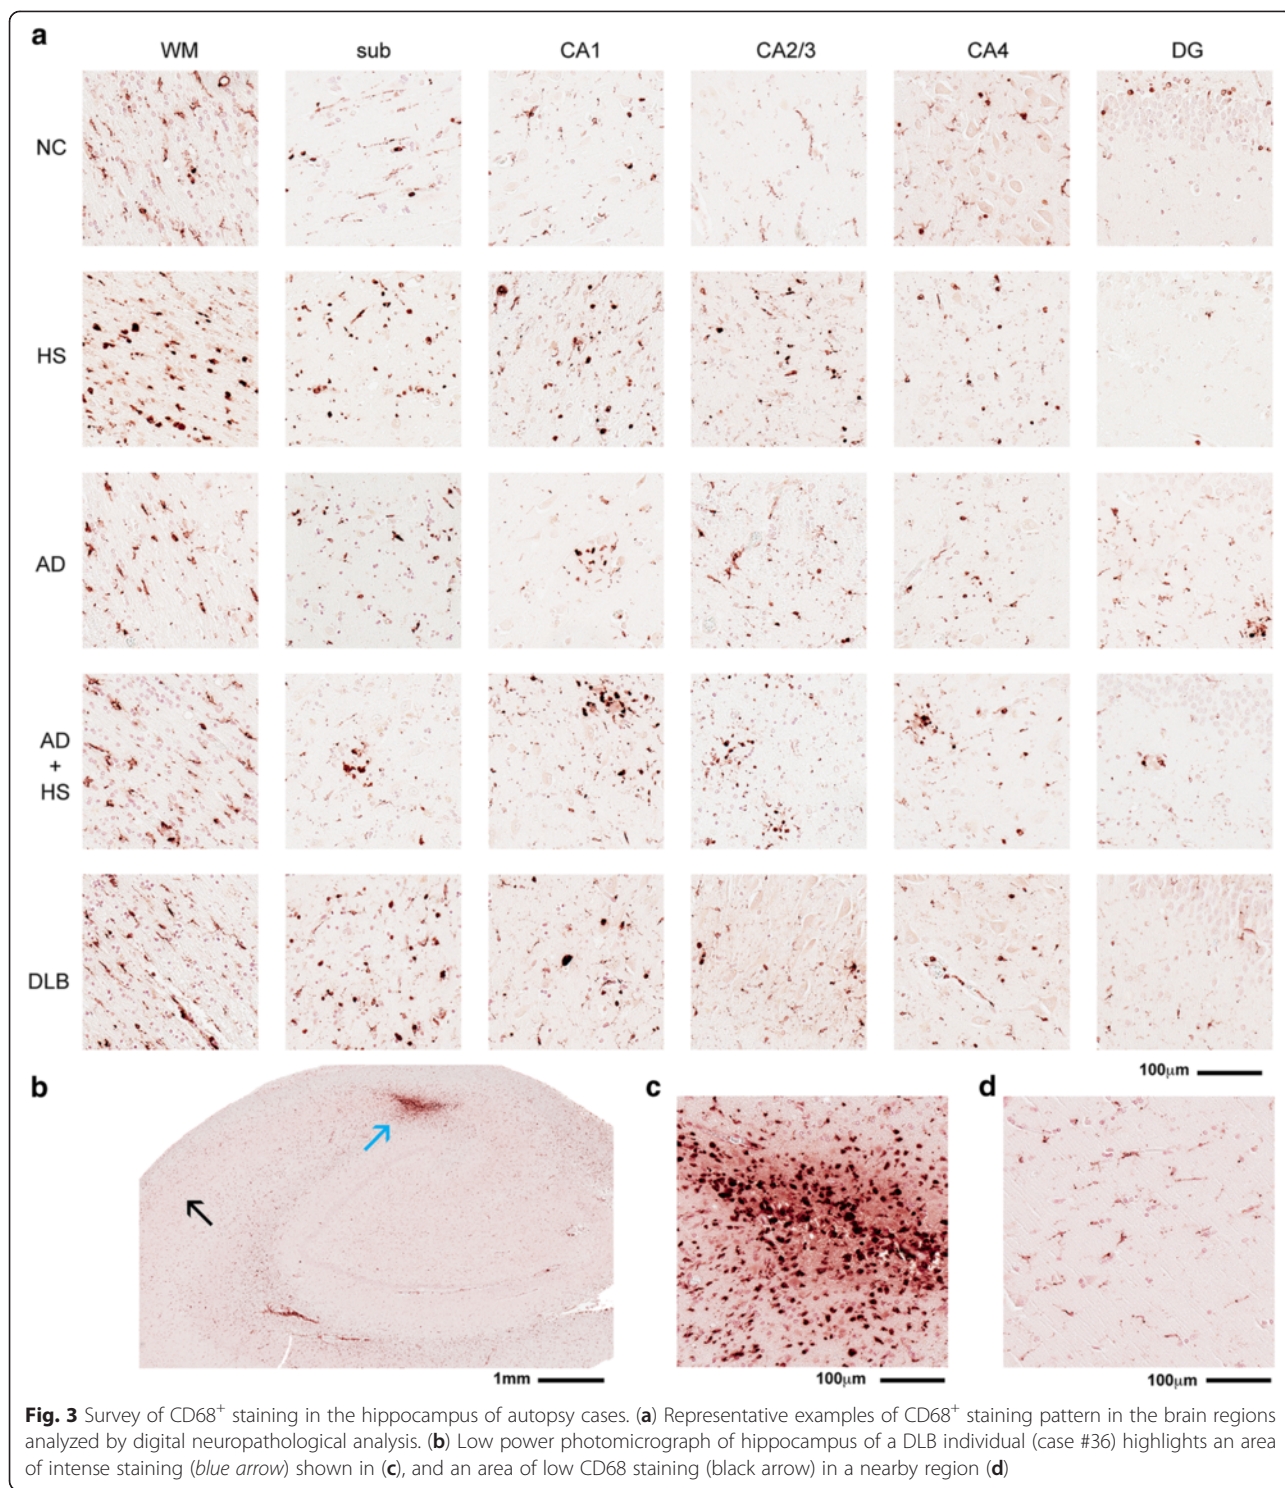 a
WM sub CA1 CA2/3 CA4 DG
NC
HS
AD
AD
+
HS
DLB
100μm
b
c
d
1mm
100μm
100μm
Fig. 3 Survey of CD68+ staining in the hippocampus of autopsy cases. (a) Representative examples of CD68+ staining pattern in the brain regions
analyzed by digital neuropathological analysis. (b) Low power photomicrograph of hippocampus of a DLB individual (case #36) highlights an area
of intense staining (blue arrow) shown in (c), and an area of low CD68 staining (black arrow) in a nearby region (d)